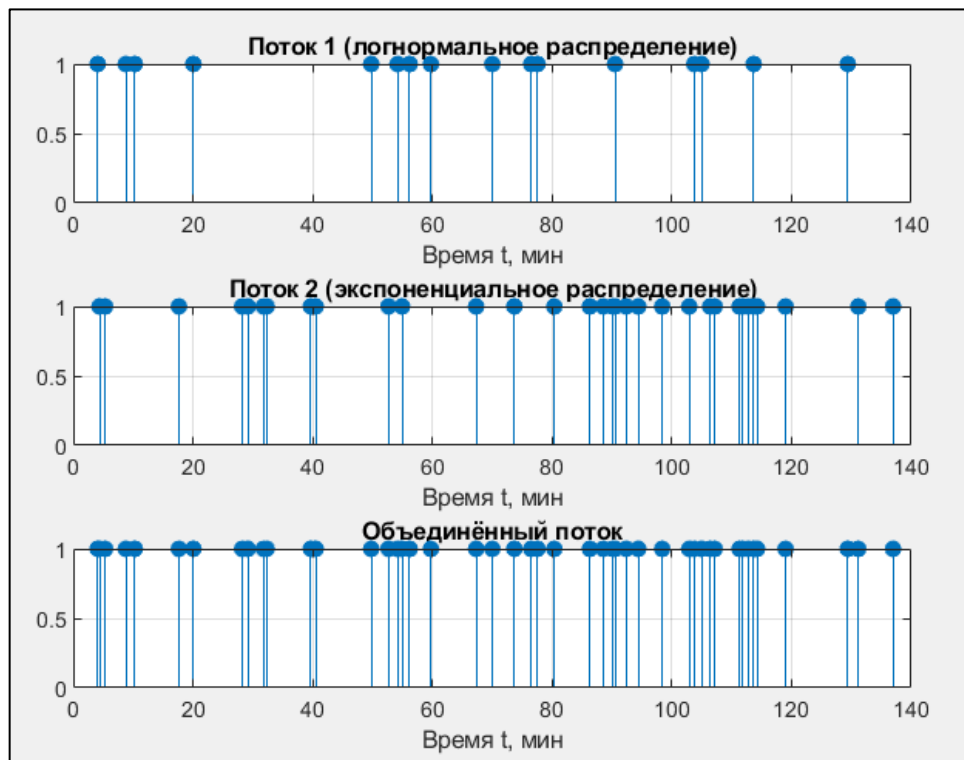 Поток 1 (логнормальное распределение)
1
0.5
0
0 20 40 60 80 100 120 140
Время t, мин
Поток 2 (экспоненциальное распределение)
1
0.5
0
0 20 40 60 80 100 120 140
Время t, мин
Объединённый поток
1
0.5
0
0 20 40 60 80 100 120 140
Время t, мин